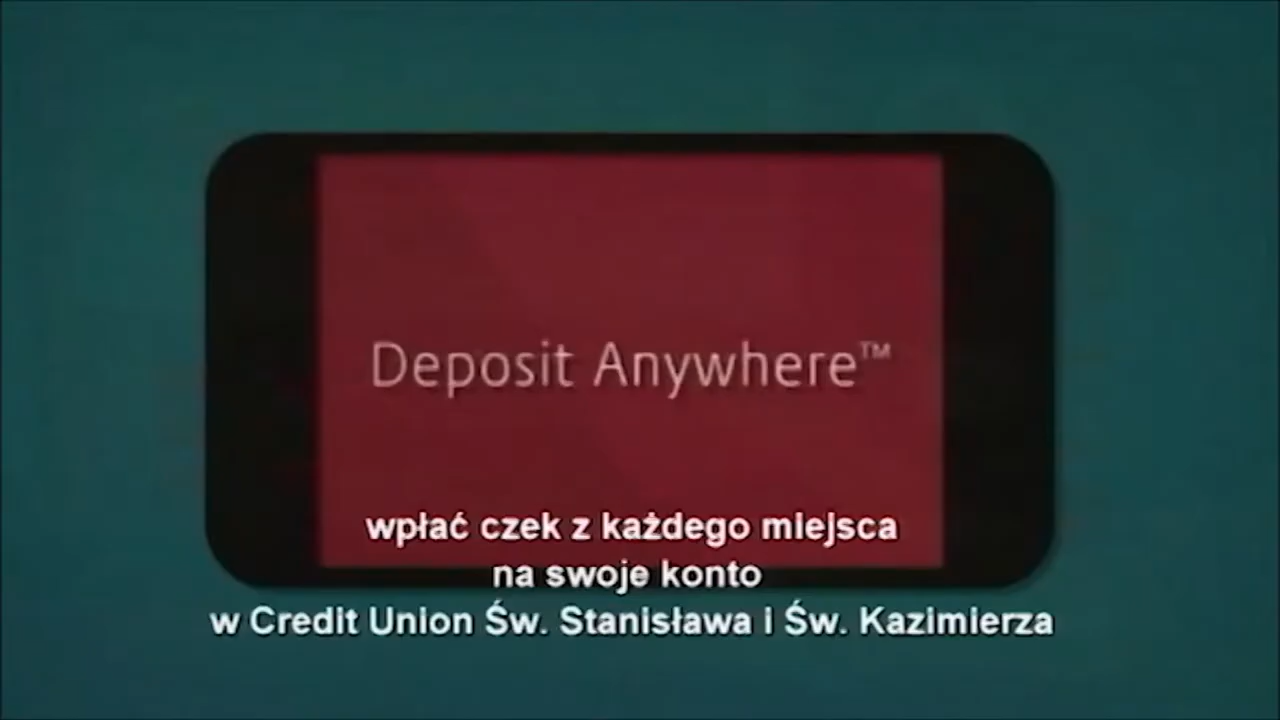 Deposit Anywhere™
wpłać czek z każdego miejsca
na swoje konto
w Credit Union Św. Stanisława i Św. Kazimierza